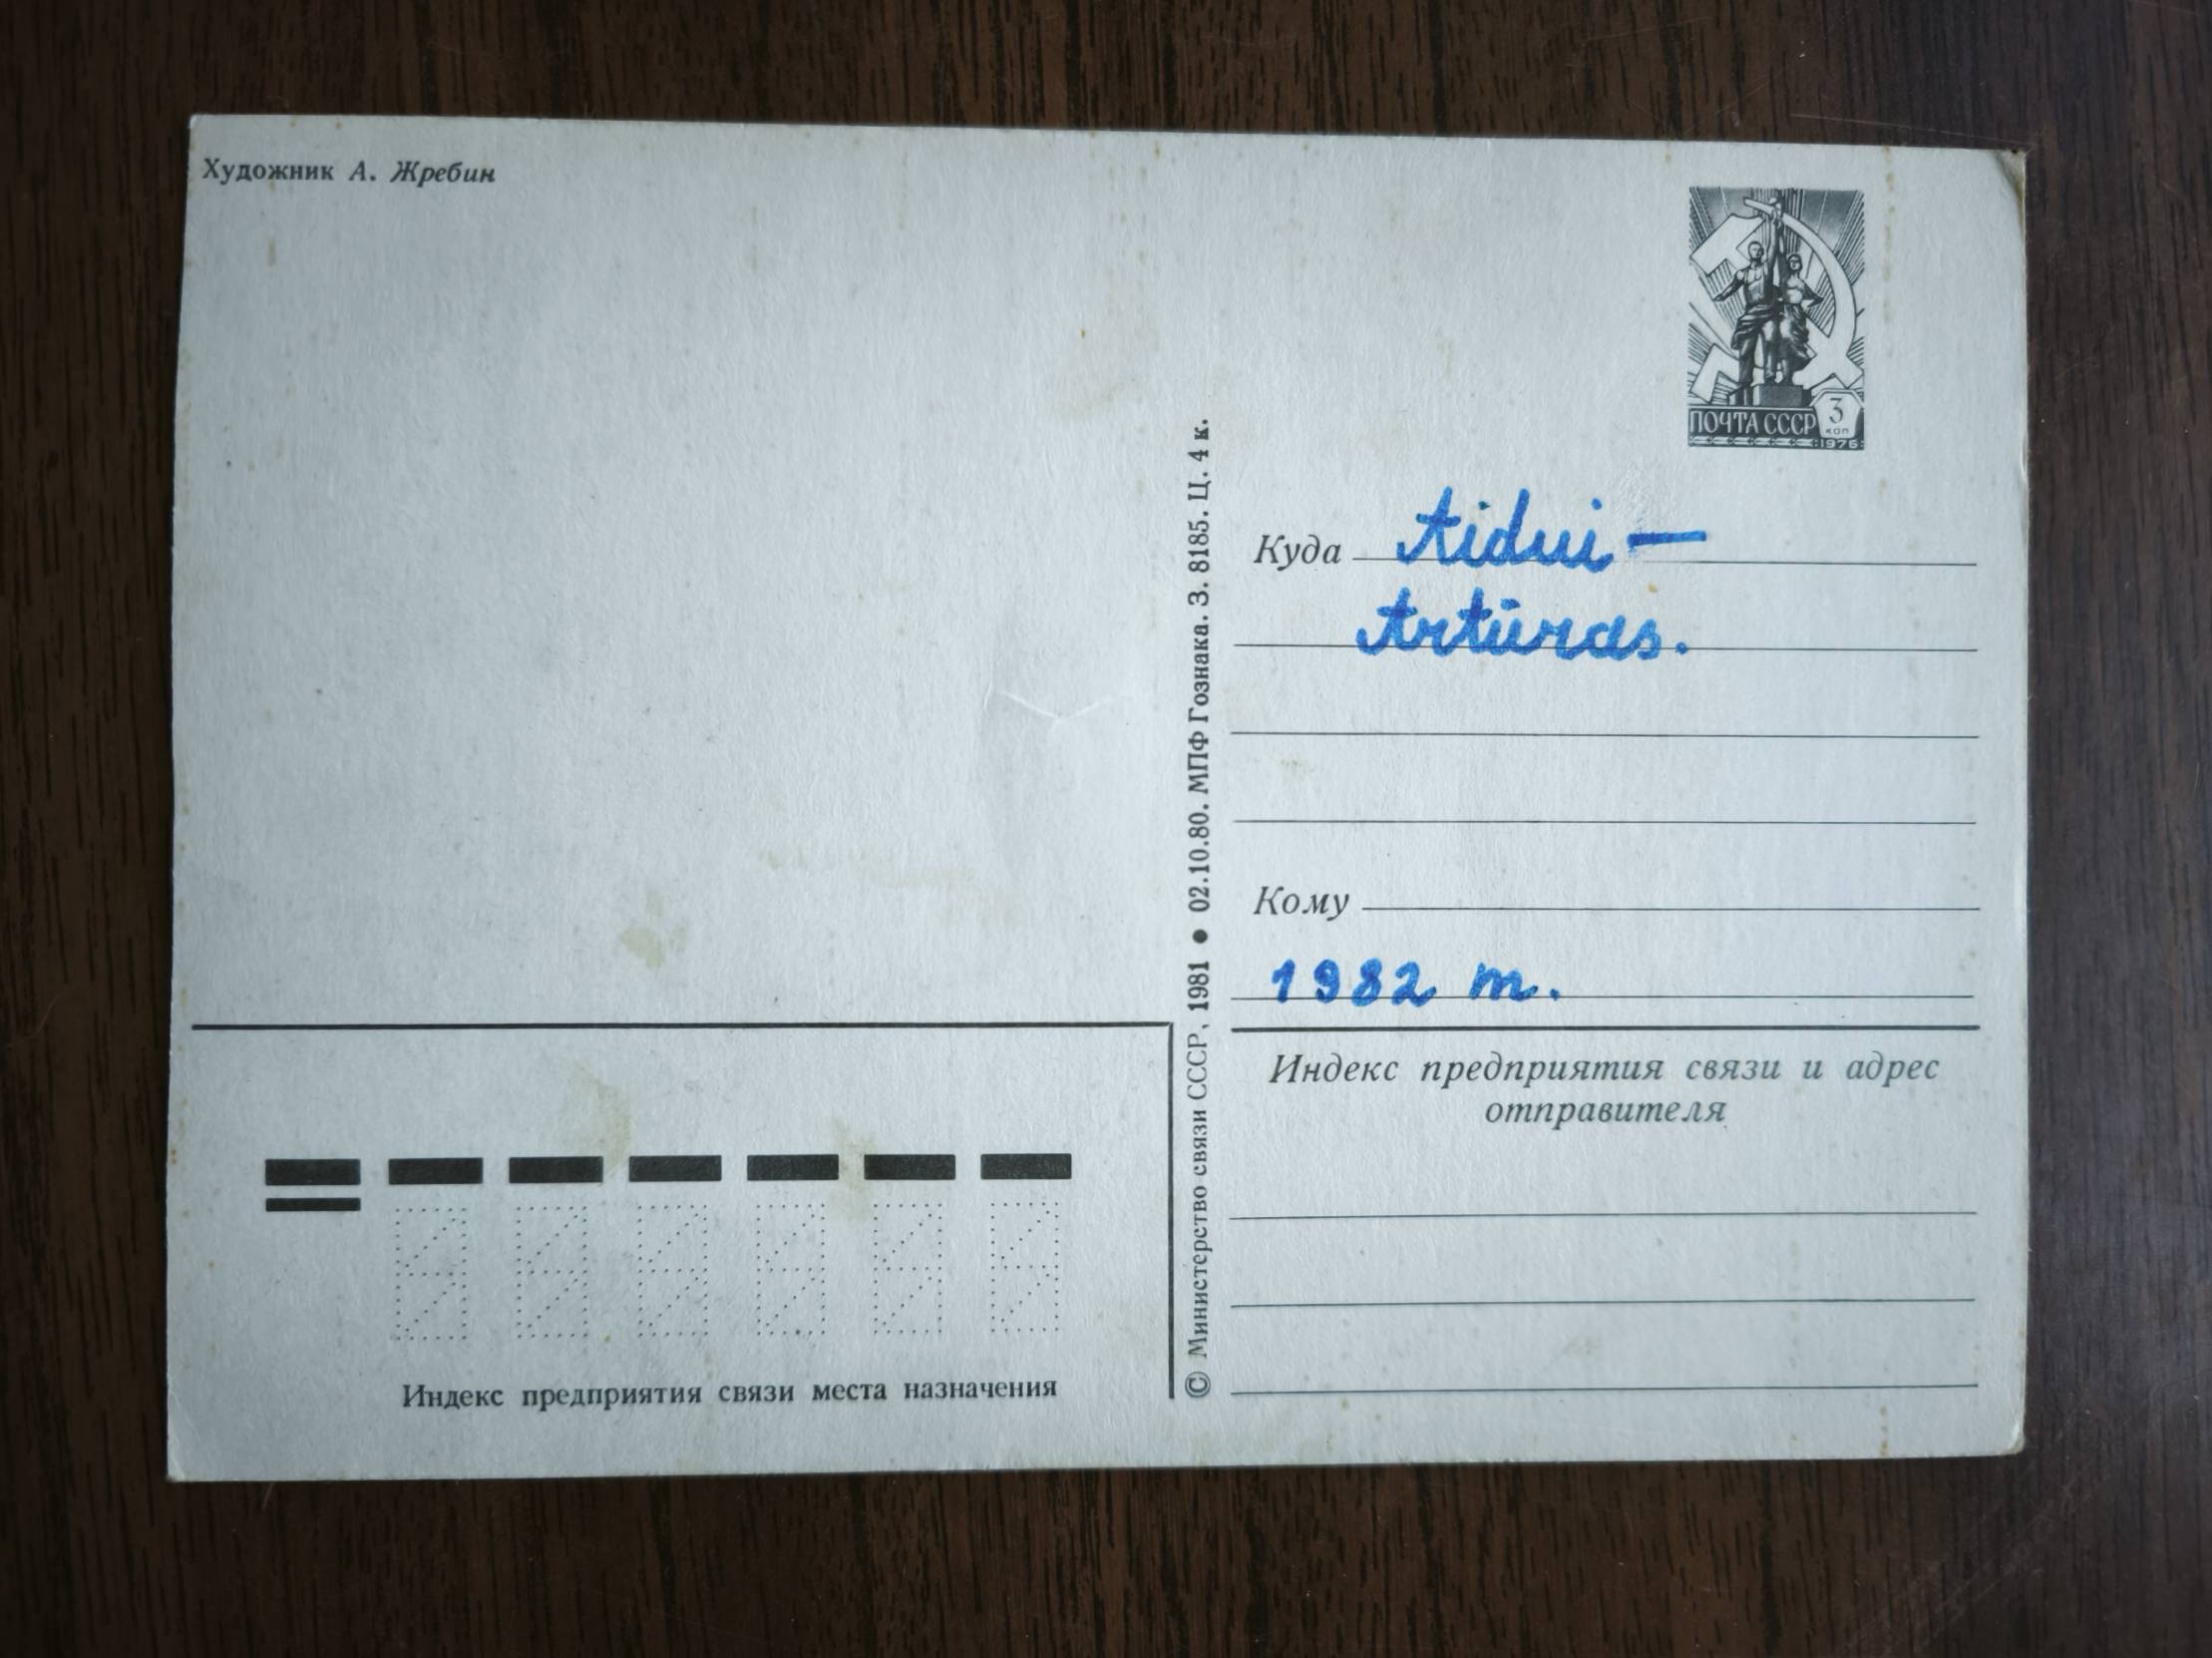 Художник А. Жребин
ПОЧТА СССР 3
коп
1976
Куда Aidui —
Artūras.
Кому
1982 m.
Индекс предприятия связи и адрес
отправителя
© Министерство связи СССР, 1981 ● 02.10.80. МПФ Гознака. З. 8185. Ц. 4 к.
Индекс предприятия связи места назначения